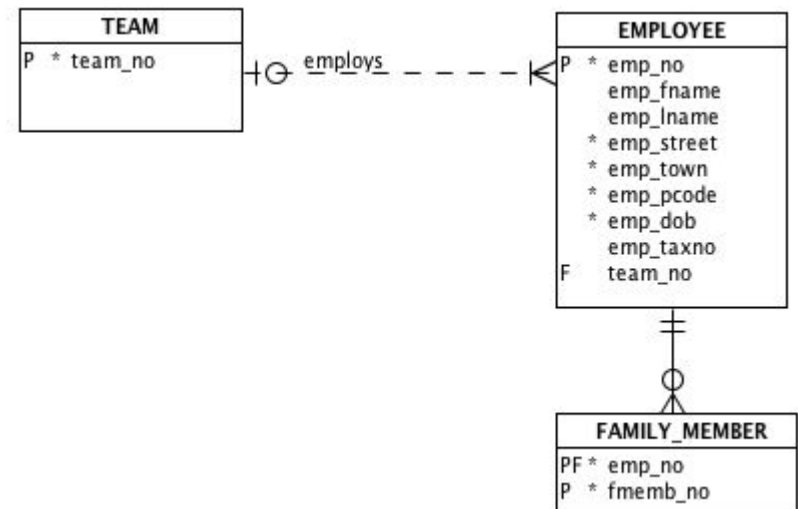 TEAM
P * team_no
employs
EMPLOYEE
P * emp_no
emp_fname
emp_lname
* emp_street
* emp_town
* emp_pcode
* emp_dob
emp_taxno
F team_no
FAMILY_MEMBER
PF * emp_no
P * fmemb_no